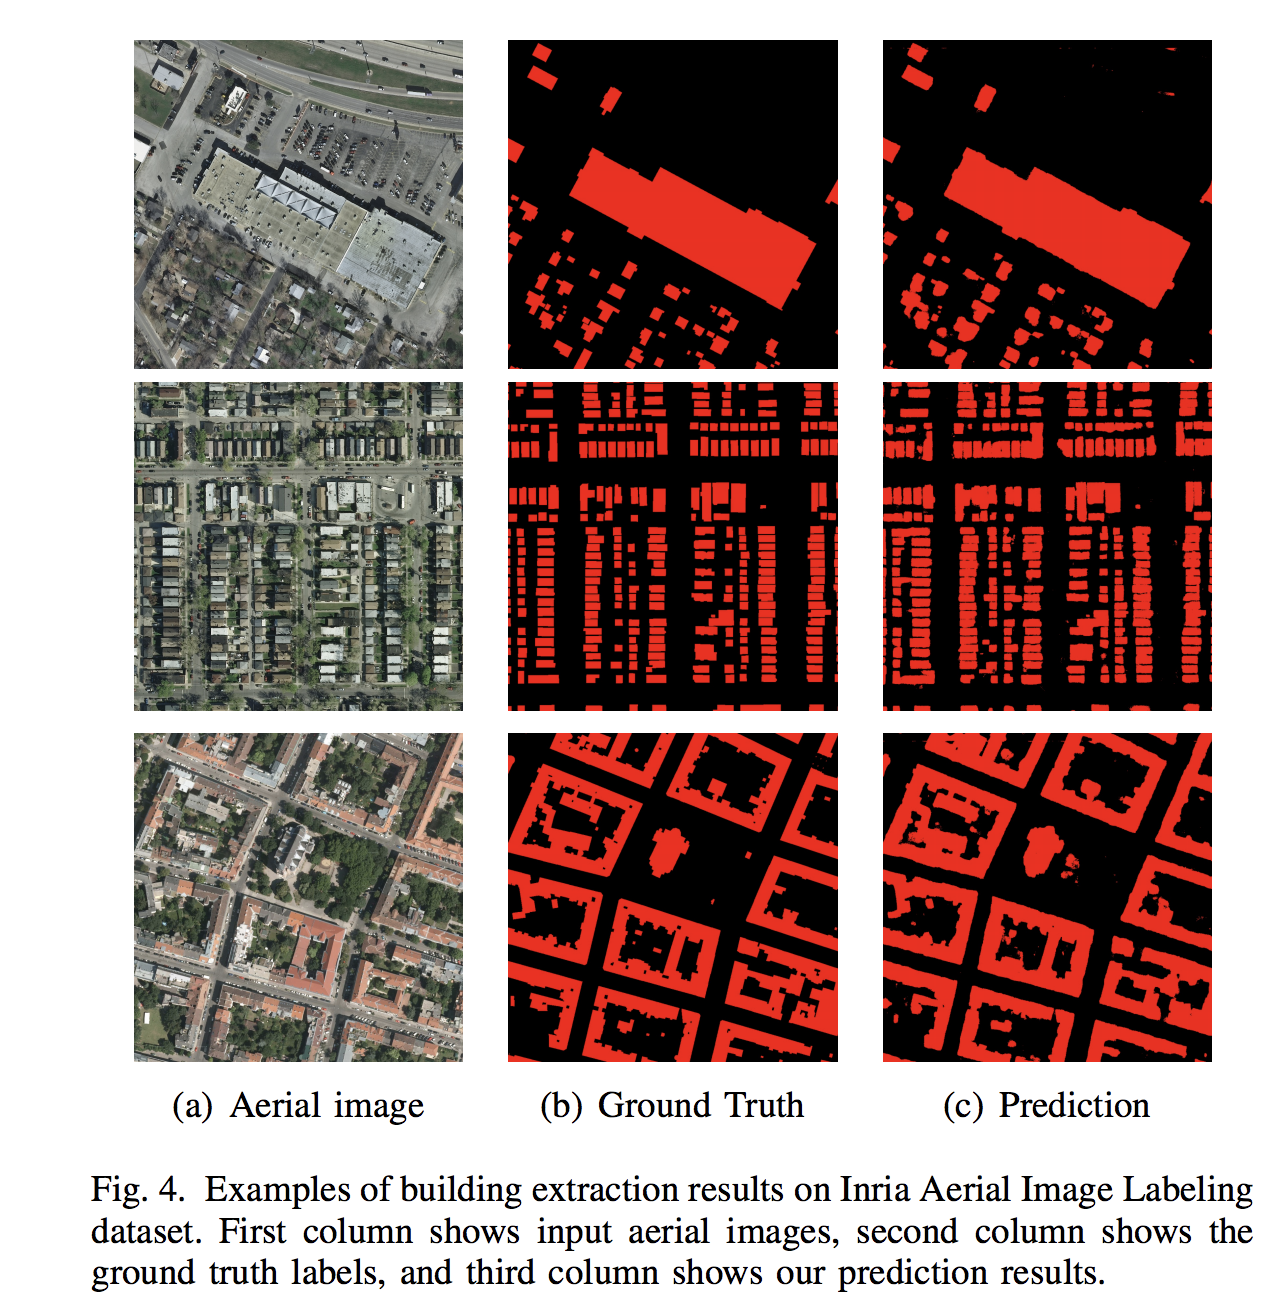 (a) Aerial image
(b) Ground Truth
(c) Prediction
Fig. 4. Examples of building extraction results on Inria Aerial Image Labeling
dataset. First column shows input aerial images, second column shows the
ground truth labels, and third column shows our prediction results.